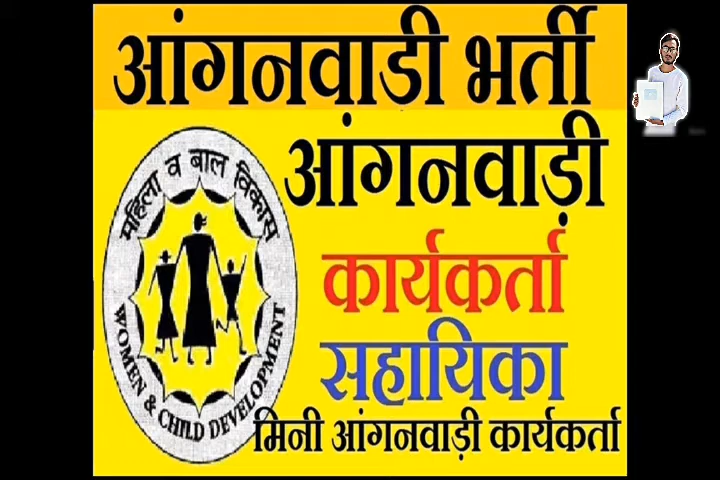 आंगनवाड़ी भर्ती
आंगनवाड़ी
महिला व बाल विकास
WOMEN & CHILD DEVELOPMENT
कार्यकर्ता
सहायिका
मिनी आंगनवाड़ी कार्यकर्ता